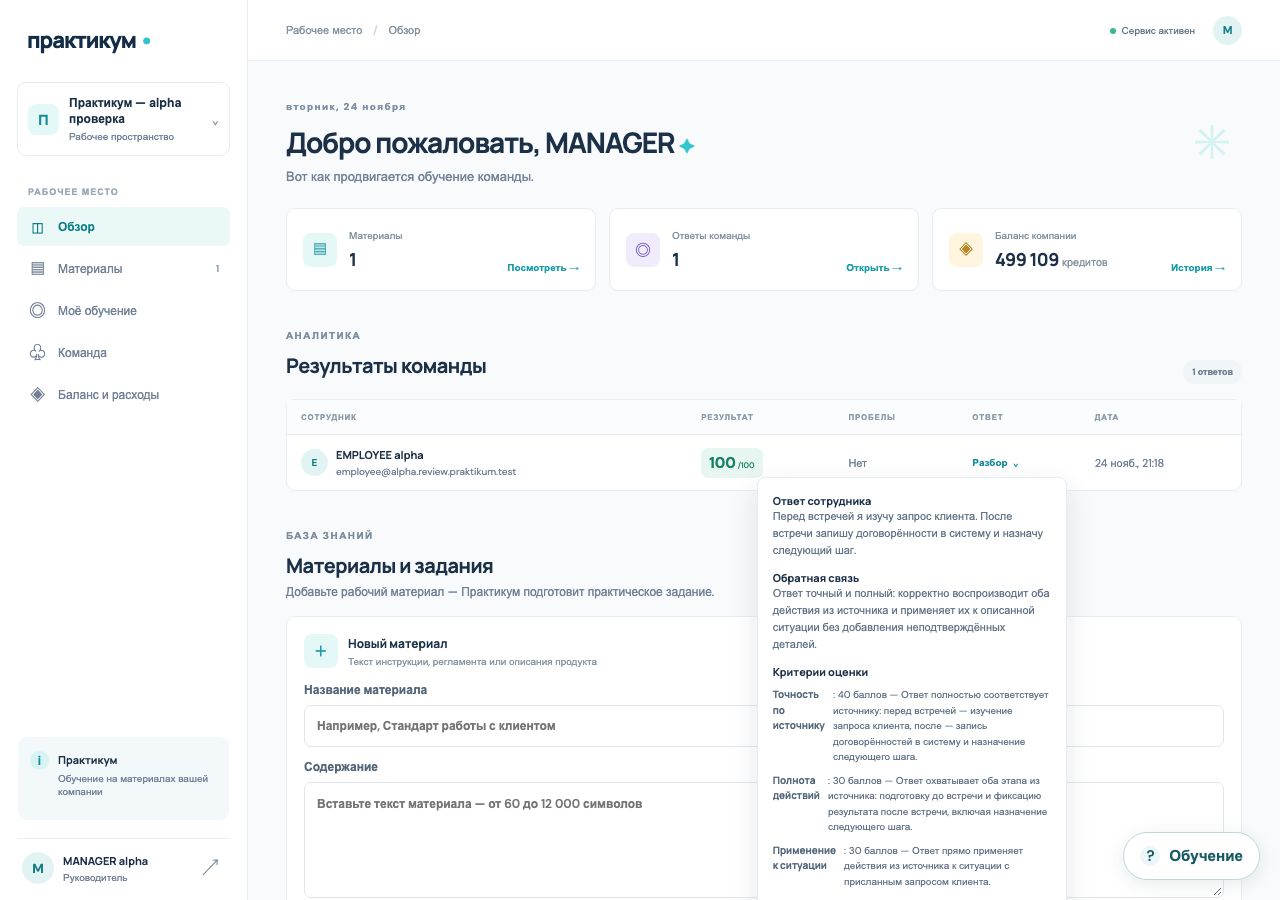 практикум
П
Практикум — alpha
проверка
Рабочее пространство
РАБОЧЕЕ МЕСТО
Обзор
Материалы 1
Моё обучение
Команда
Баланс и расходы
i
Практикум
Обучение на материалах вашей
компании
M
MANAGER alpha
Руководитель
Рабочее место / Обзор
Сервис активен
M
вторник, 24 ноября
Добро пожаловать, MANAGER
Вот как продвигается обучение команды.
Материалы
1
Посмотреть →
Ответы команды
1
Открыть →
Баланс компании
499 109 кредитов
История →
АНАЛИТИКА
Результаты команды
1 ответов
СОТРУДНИК РЕЗУЛЬТАТ ПРОБЕЛЫ ОТВЕТ ДАТА
E
EMPLOYEE alpha
employee@alpha.review.praktikum.test
100 /100
Нет
Разбор
24 нояб., 21:18
Ответ сотрудника
Перед встречей я изучу запрос клиента. После
встречи запишу договорённости в систему и назначу
следующий шаг.
Обратная связь
Ответ точный и полный: корректно воспроизводит оба
действия из источника и применяет их к описанной
ситуации без добавления неподтверждённых
деталей.
Критерии оценки
Точность : 40 баллов — Ответ полностью соответствует
по источнику: перед встречей — изучение
источнику запроса клиента, после — запись
договорённостей в систему и назначение
следующего шага.
Полнота : 30 баллов — Ответ охватывает оба этапа из
действий источника: подготовку до встречи и фиксацию
результата после встречи, включая назначение
следующего шага.
Применение : 30 баллов — Ответ прямо применяет
к ситуации действия из источника к ситуации с
присланным запросом клиента.
БАЗА ЗНАНИЙ
Материалы и задания
Добавьте рабочий материал — Практикум подготовит практическое задание.
+
Новый материал
Текст инструкции, регламента или описания продукта
Название материала
Например, Стандарт работы с клиентом
Содержание
Вставьте текст материала — от 60 до 12 000 символов
? Обучение